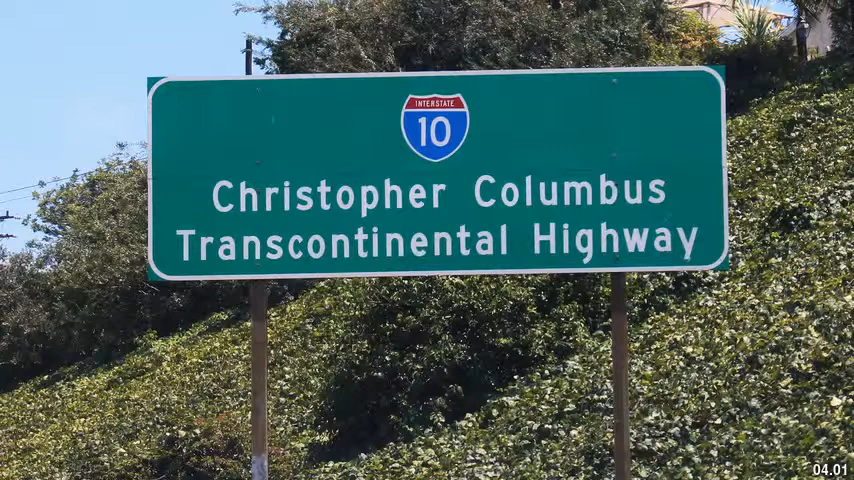 INTERSTATE
10
Christopher Columbus
Transcontinental Highway
04.01